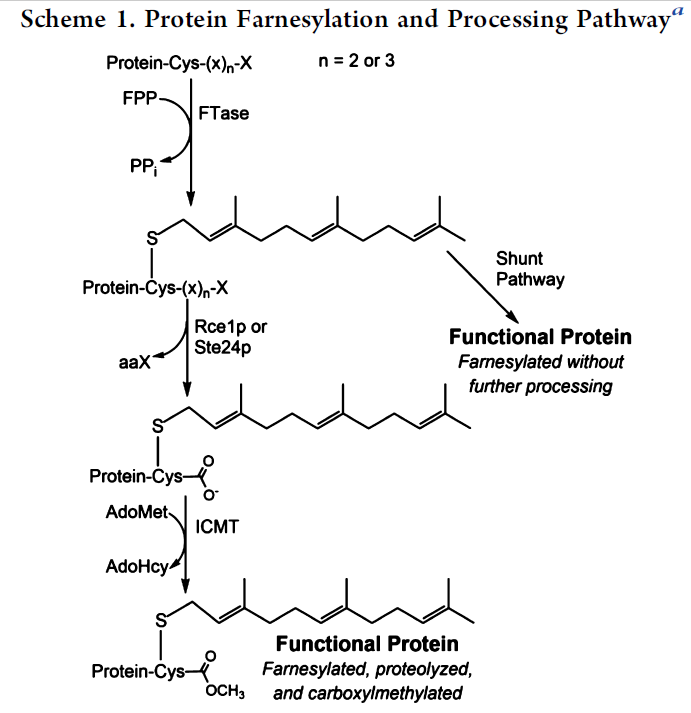 Scheme 1. Protein Farnesylation and Processing Pathwayᵃ
Protein-Cys-(x)ₙ-X
n = 2 or 3
FPP
FTase
PPᵢ
S
Protein-Cys-(x)ₙ-X
Shunt
Pathway
Functional Protein
Farnesylated without
further processing
Rce1p or
Ste24p
aaX
S
O
Protein-Cys
O⁻
AdoMet
ICMT
AdoHcy
S
Functional Protein
O
Protein-Cys
OCH₃
Farnesylated, proteolyzed,
and carboxylmethylated